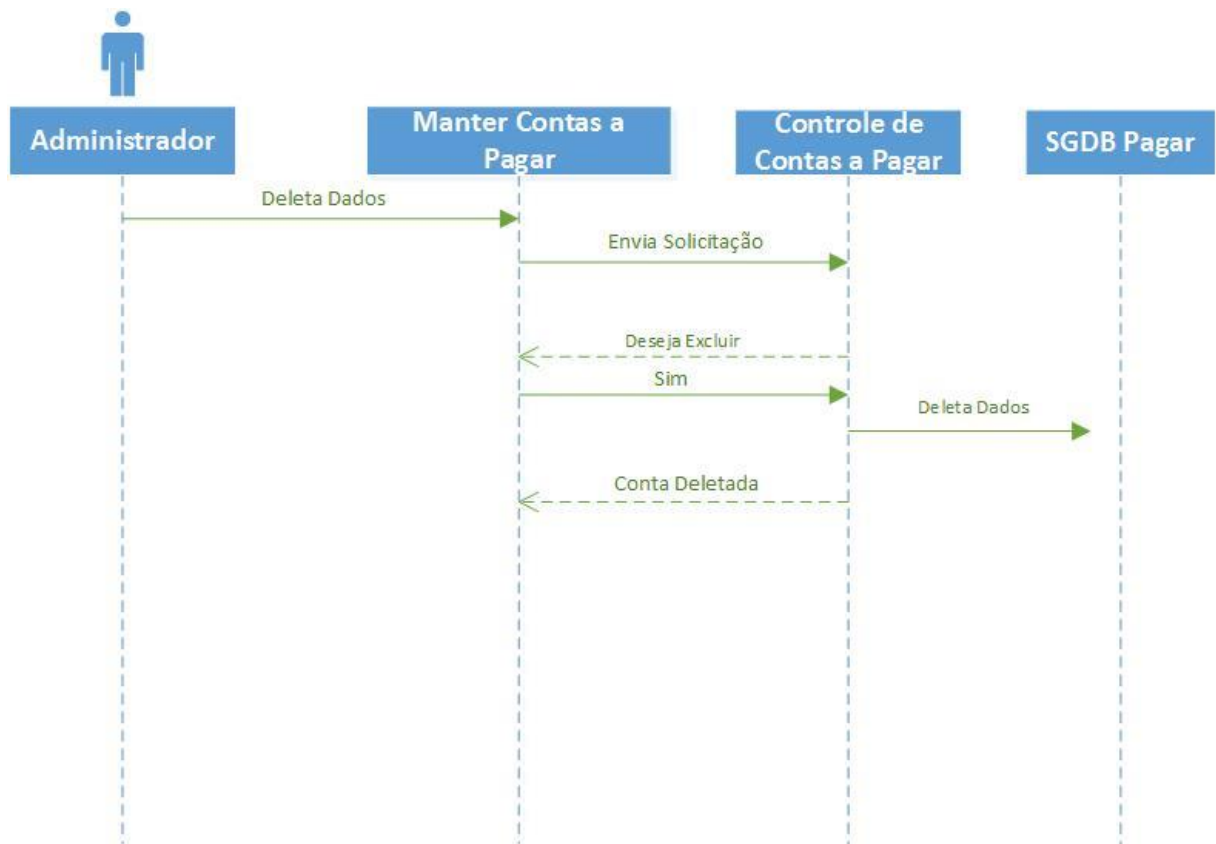 Administrador
Manter Contas a
Pagar
Controle de
Contas a Pagar
SGDB Pagar
Deleta Dados
Envia Solicitação
Deseja Excluir
Sim
Deleta Dados
Conta Deletada